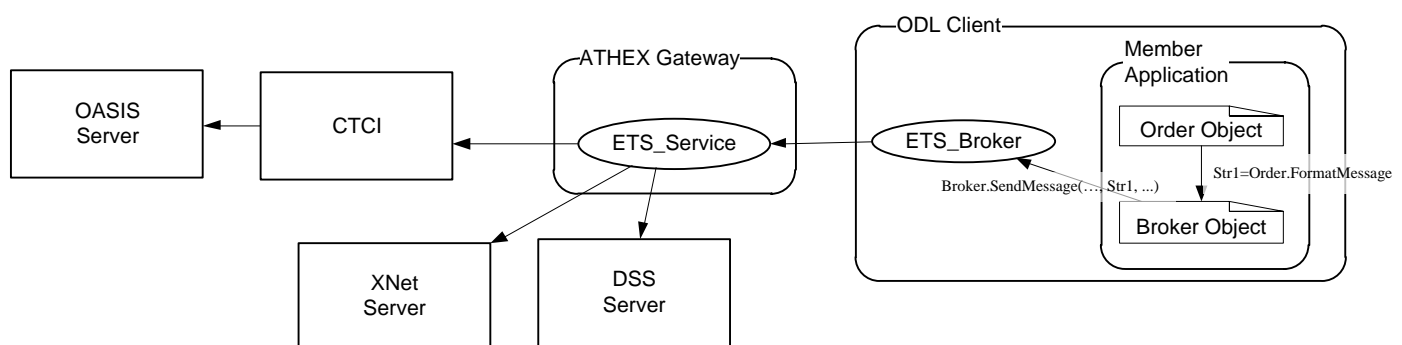 ODL Client
ATHEX Gateway
Member
Application
OASIS
Server
CTCI
ETS_Service
ETS_Broker
Order Object
Str1=Order.FormatMessage
Broker.SendMessage(…, Str1, ...)
Broker Object
XNet
Server
DSS
Server